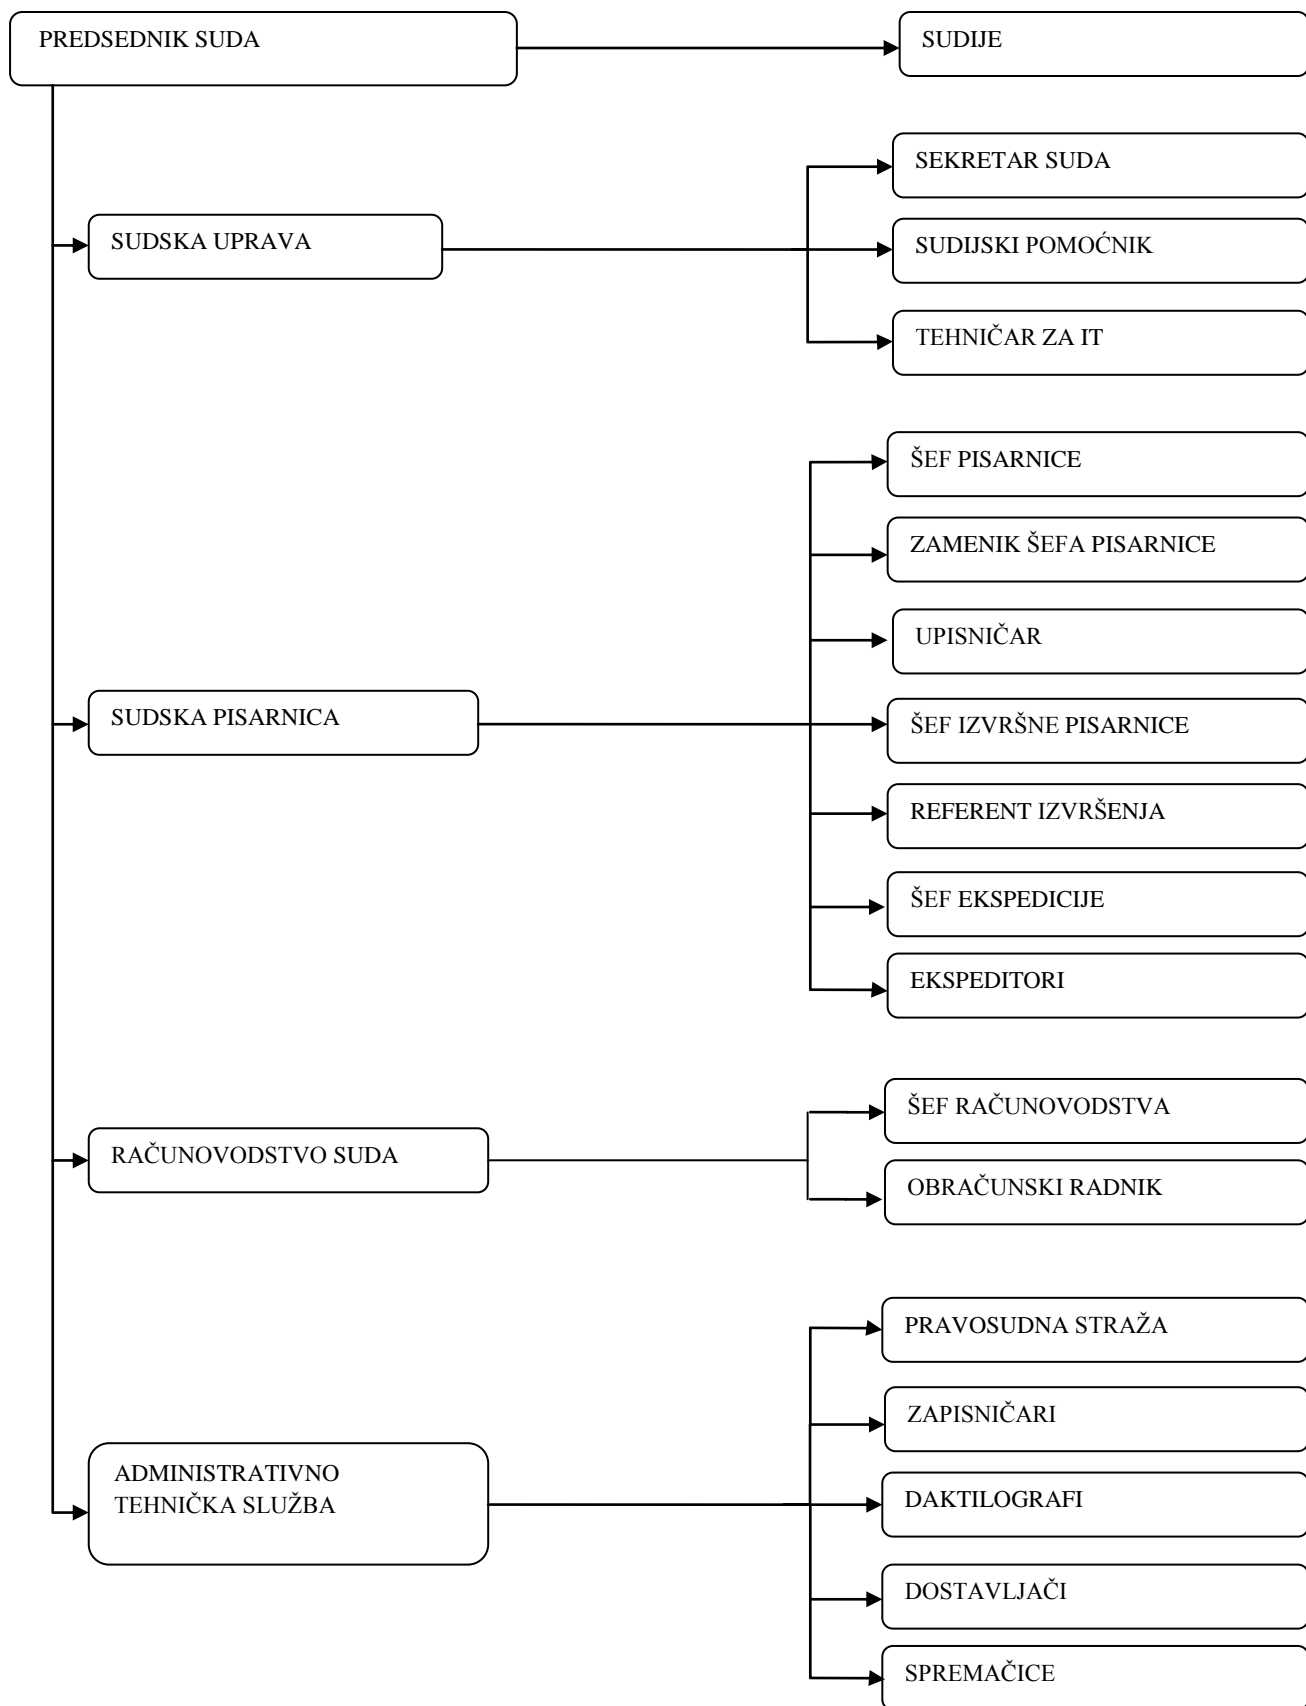 PREDSEDNIK SUDA
SUDIJE
SUDSKA UPRAVA
SEKRETAR SUDA
SUDIJSKI POMOĆNIK
TEHNIČAR ZA IT
SUDSKA PISARNICA
ŠEF PISARNICE
ZAMENIK ŠEFA PISARNICE
UPISNIČAR
ŠEF IZVRŠNE PISARNICE
REFERENT IZVRŠENJA
ŠEF EKSPEDICIJE
EKSPEDITORI
RAČUNOVODSTVO SUDA
ŠEF RAČUNOVODSTVA
OBRAČUNSKI RADNIK
ADMINISTRATIVNO
TEHNIČKA SLUŽBA
PRAVOSUDNA STRAŽA
ZAPISNIČARI
DAKTILOGRAFI
DOSTAVLJAČI
SPREMAČICE